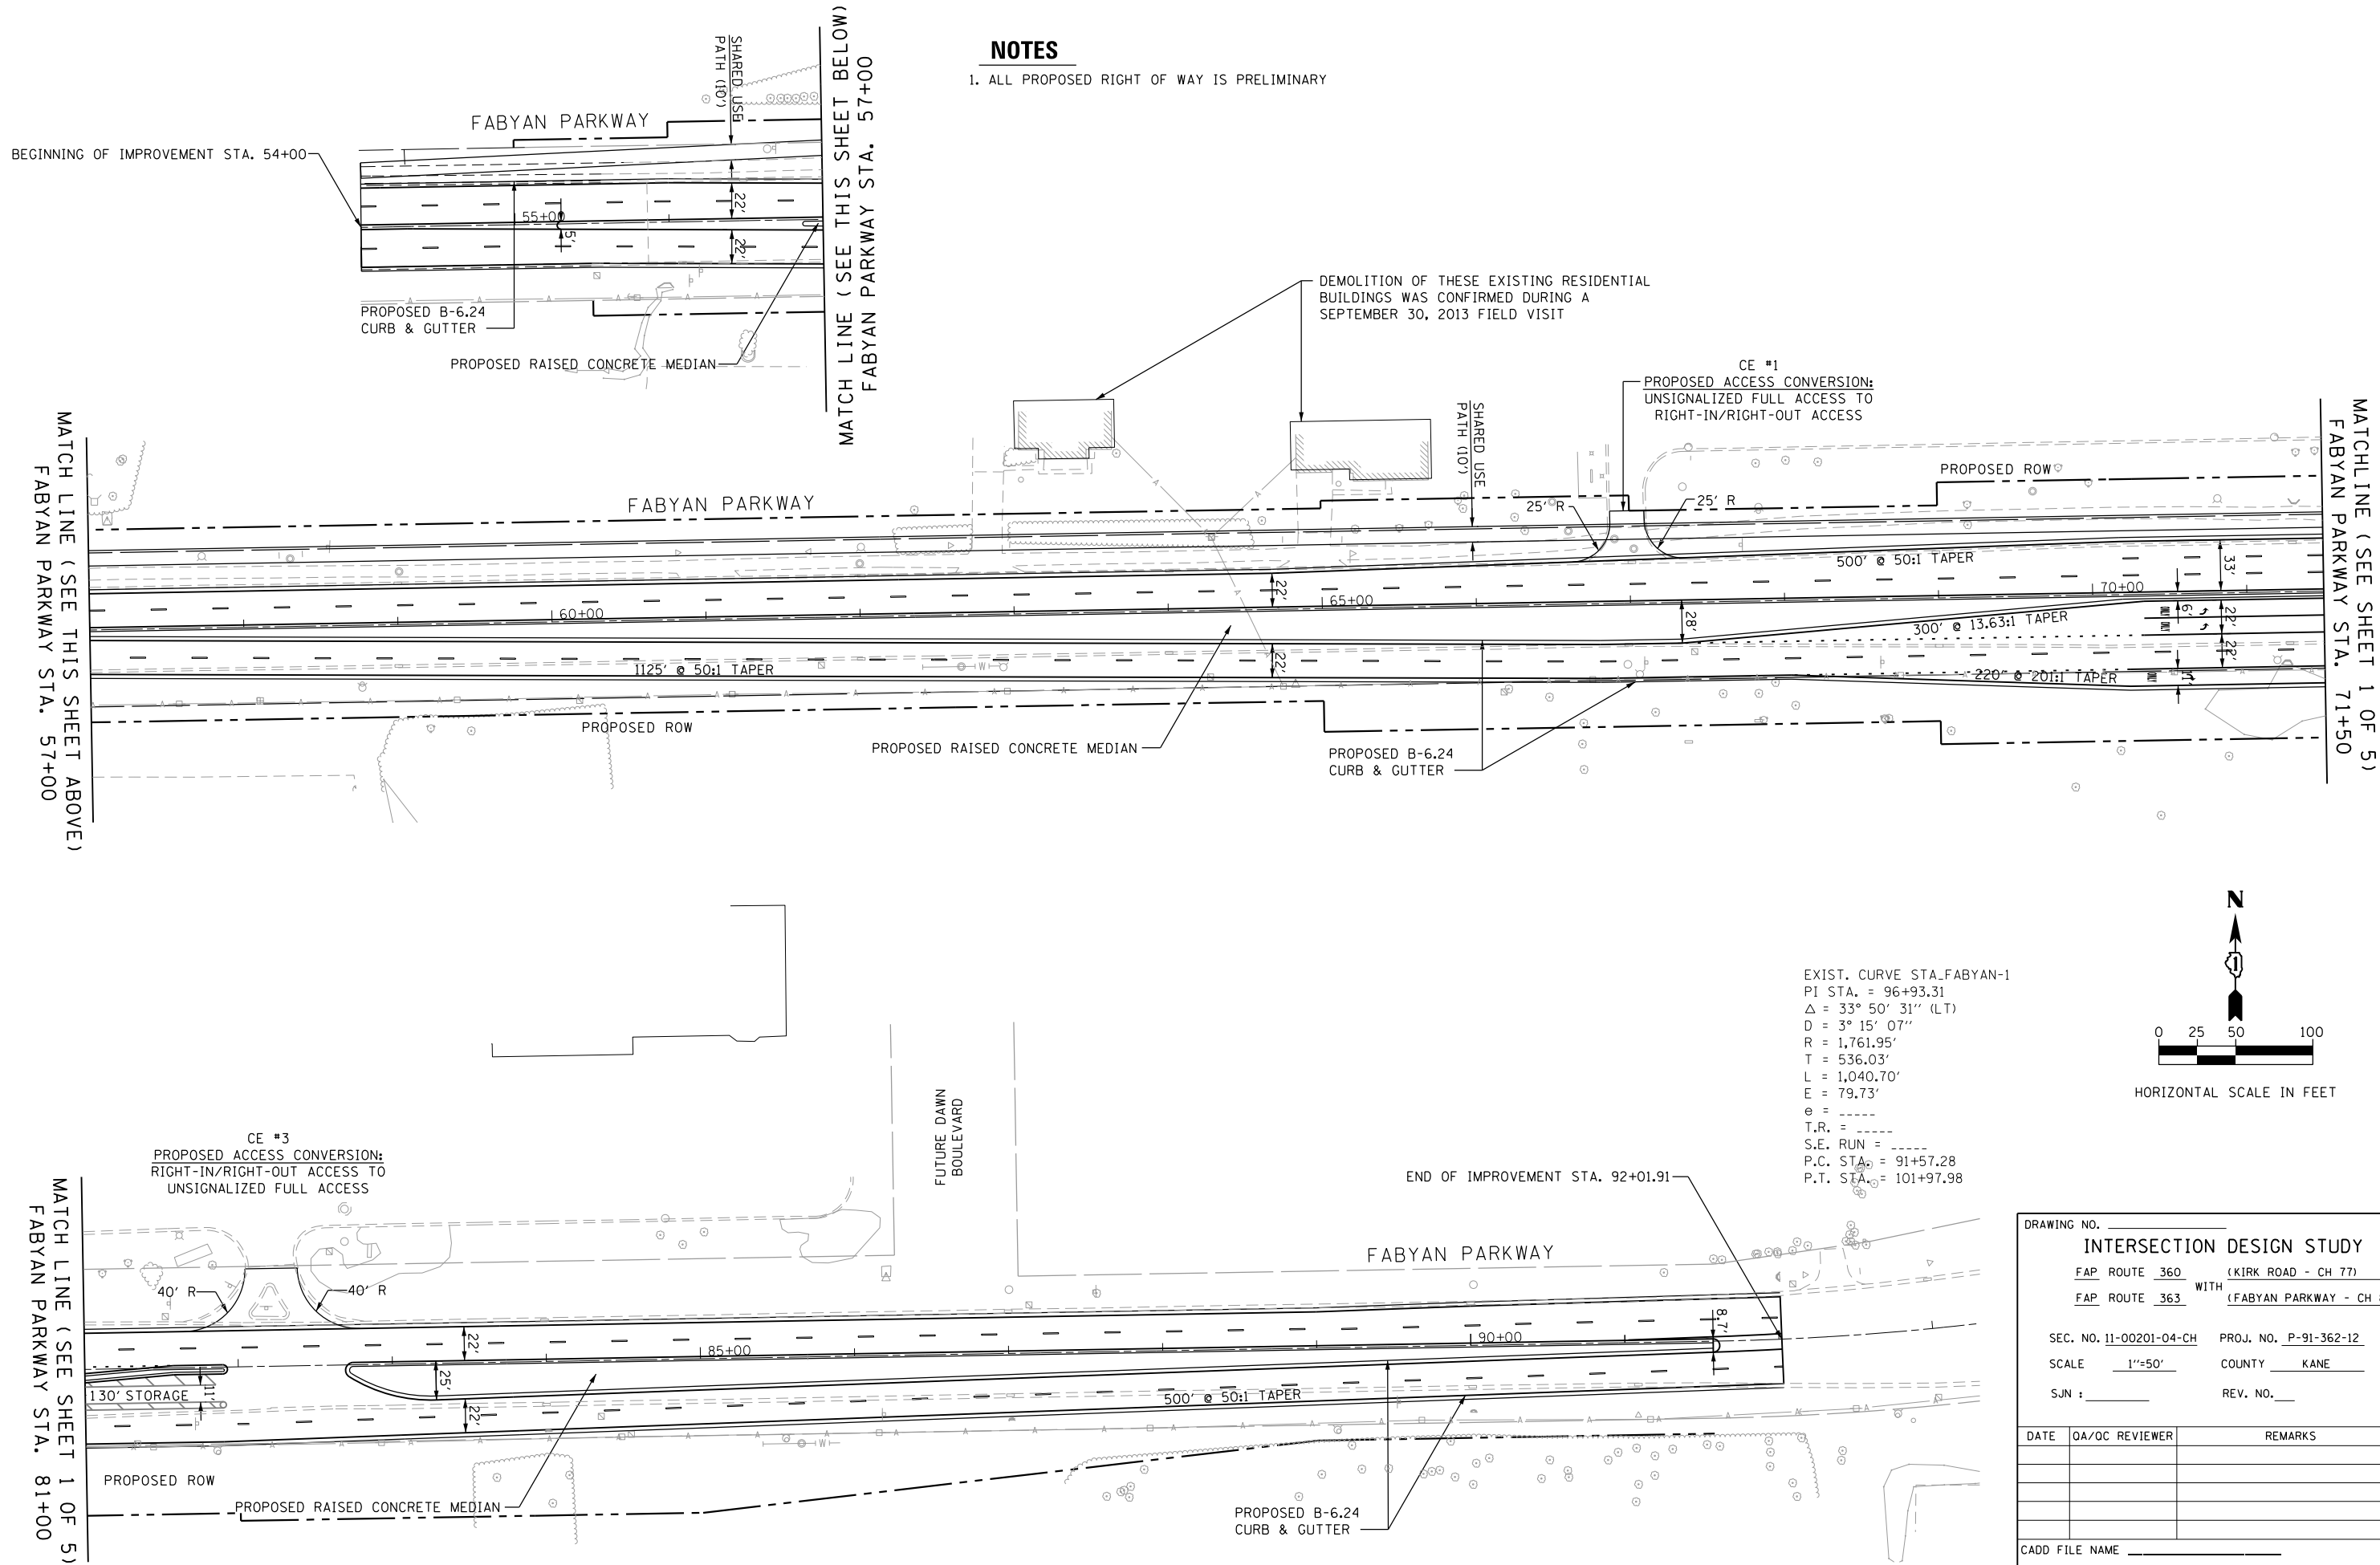 NOTES
1. ALL PROPOSED RIGHT OF WAY IS PRELIMINARY
SHARED USE
PATH (10')
FABYAN PARKWAY
BEGINNING OF IMPROVEMENT STA. 54+00
55+00
22'
5'
22'
PROPOSED B-6.24
CURB & GUTTER
PROPOSED RAISED CONCRETE MEDIAN
MATCH LINE (SEE THIS SHEET BELOW)
FABYAN PARKWAY STA. 57+00
MATCH LINE (SEE THIS SHEET ABOVE)
FABYAN PARKWAY STA. 57+00
DEMOLITION OF THESE EXISTING RESIDENTIAL
BUILDINGS WAS CONFIRMED DURING A
SEPTEMBER 30, 2013 FIELD VISIT
CE #1
PROPOSED ACCESS CONVERSION:
UNSIGNALIZED FULL ACCESS TO
RIGHT-IN/RIGHT-OUT ACCESS
SHARED USE
PATH (10')
FABYAN PARKWAY
25' R
25' R
PROPOSED ROW
500' @ 50:1 TAPER
33'
60+00
65+00
70+00
22'
28'
6'
22'
300' @ 13.63:1 TAPER
22'
22'
1125' @ 50:1 TAPER
220' @ 20:1 TAPER
11'
PROPOSED ROW
PROPOSED RAISED CONCRETE MEDIAN
PROPOSED B-6.24
CURB & GUTTER
MATCHLINE (SEE SHEET 1 OF 5)
FABYAN PARKWAY STA. 71+50
N
0 25 50 100
HORIZONTAL SCALE IN FEET
EXIST. CURVE STA_FABYAN-1
PI STA. = 96+93.31
Δ = 33° 50' 31'' (LT)
D = 3° 15' 07''
R = 1,761.95'
T = 536.03'
L = 1,040.70'
E = 79.73'
e = _____
T.R. = _____
S.E. RUN = _____
P.C. STA. = 91+57.28
P.T. STA. = 101+97.98
MATCH LINE (SEE SHEET 1 OF 5)
FABYAN PARKWAY STA. 81+00
CE #3
PROPOSED ACCESS CONVERSION:
RIGHT-IN/RIGHT-OUT ACCESS TO
UNSIGNALIZED FULL ACCESS
FUTURE DAWN
BOULEVARD
END OF IMPROVEMENT STA. 92+01.91
FABYAN PARKWAY
40' R
40' R
22'
85+00
90+00
8.7'
25'
130' STORAGE
11'
22'
500' @ 50:1 TAPER
PROPOSED ROW
PROPOSED RAISED CONCRETE MEDIAN
PROPOSED B-6.24
CURB & GUTTER
DRAWING NO.
INTERSECTION DESIGN STUDY
FAP ROUTE 360 (KIRK ROAD - CH 77)
WITH
FAP ROUTE 363 (FABYAN PARKWAY - CH
SEC. NO. 11-00201-04-CH PROJ. NO. P-91-362-12
SCALE 1''=50' COUNTY KANE
SJN : REV. NO.
DATE QA/QC REVIEWER REMARKS
CADD FILE NAME